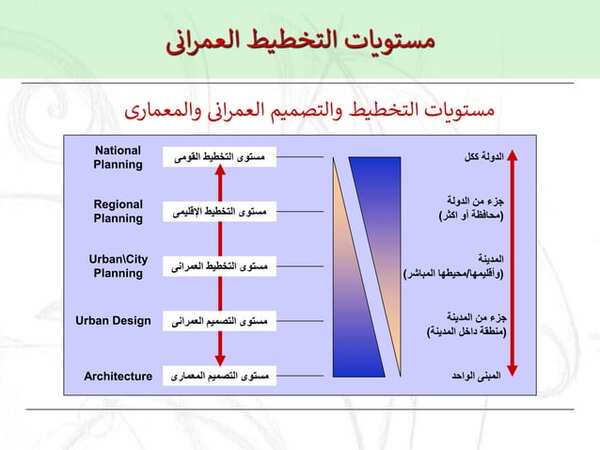 مستويات التخطيط العمرانى
مستويات التخطيط والتصميم العمرانى والمعمارى
National
Planning
مستوى التخطيط القومى
الدولة ككل
Regional
Planning
مستوى التخطيط الإقليمى
جزء من الدولة
(محافظة أو اكثر)
Urban\City
Planning
مستوى التخطيط العمرانى
المدينة
(وأقليمها/محيطها المباشر)
Urban Design
مستوى التصميم العمرانى
جزء من المدينة
(منطقة داخل المدينة)
Architecture
مستوى التصميم المعمارى
المبنى الواحد